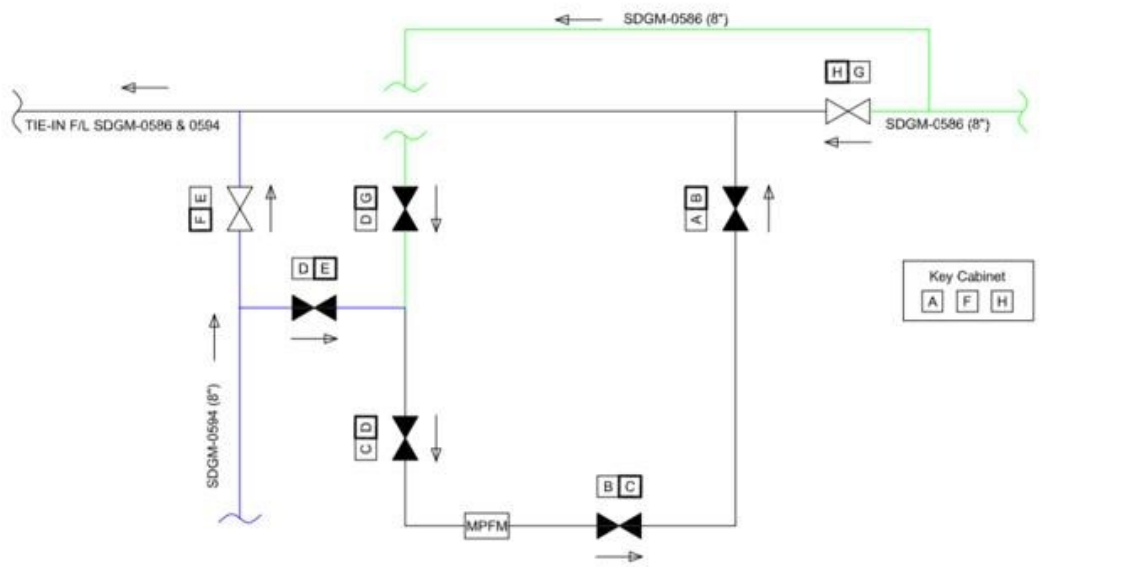 SDGM-0586 (8")
H G
TIE-IN F/L SDGM-0586 & 0594
SDGM-0586 (8")
F E
D G
A B
D E
Key Cabinet
A F H
SDGM-0594 (8")
C D
B C
MPFM